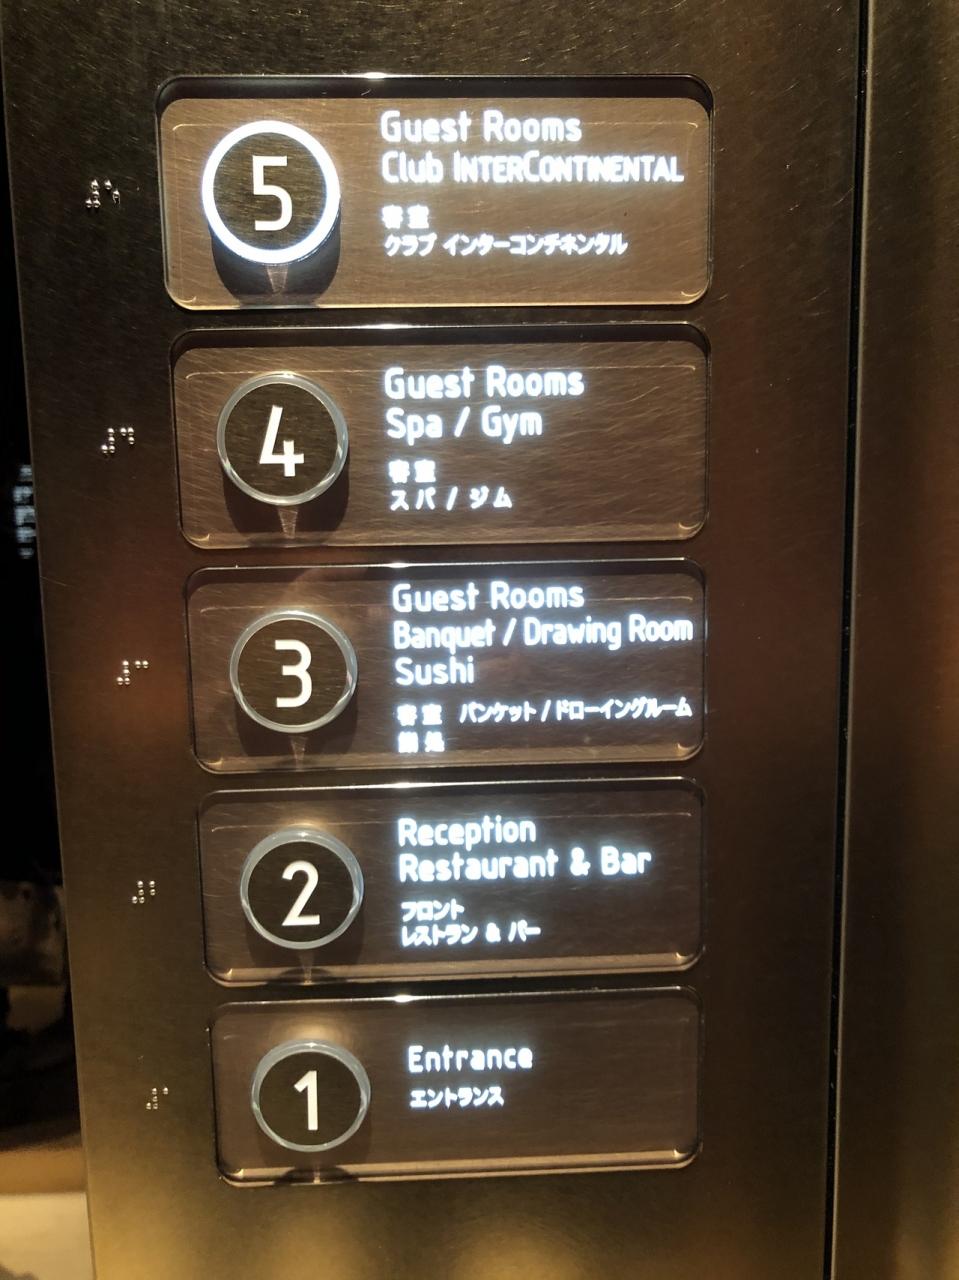 5
Guest Rooms
Club INTERCONTINENTAL
客室
クラブ インターコンチネンタル
4
Guest Rooms
Spa / Gym
客室
スパ / ジム
3
Guest Rooms
Banquet / Drawing Room
Sushi
客室 バンケット / ドローイングルーム
鮨 処
2
Reception
Restaurant & Bar
フロント
レストラン & バー
1
Entrance
エントランス